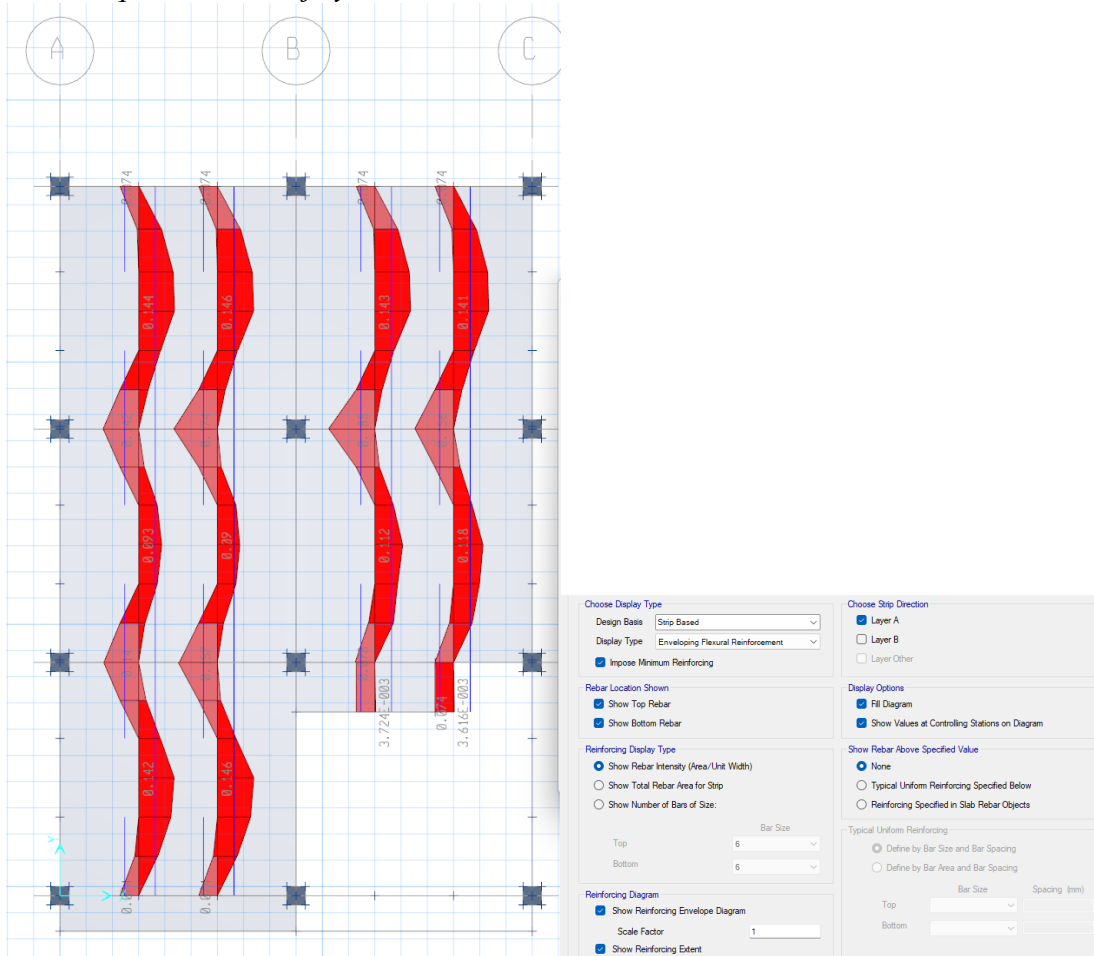 A B C
0.144
0.146
0.143
0.141
0.093
0.09
0.112
0.118
3.724E-003
0.074
3.616E-003
0.142
0.146
Choose Display Type
Design Basis Strip Based
Display Type Enveloping Flexural Reinforcement
Impose Minimum Reinforcing
Rebar Location Shown
Show Top Rebar
Show Bottom Rebar
Reinforcing Display Type
Show Rebar Intensity (Area/Unit Width)
Show Total Rebar Area for Strip
Show Number of Bars of Size:
Bar Size
Top 6
Bottom 6
Reinforcing Diagram
Show Reinforcing Envelope Diagram
Scale Factor 1
Show Reinforcing Extent
Choose Strip Direction
Layer A
Layer B
Layer Other
Display Options
Fill Diagram
Show Values at Controlling Stations on Diagram
Show Rebar Above Specified Value
None
Typical Uniform Reinforcing Specified Below
Reinforcing Specified in Slab Rebar Objects
Typical Uniform Reinforcing
Define by Bar Size and Bar Spacing
Define by Bar Area and Bar Spacing
Bar Size Spacing (mm)
Top
Bottom